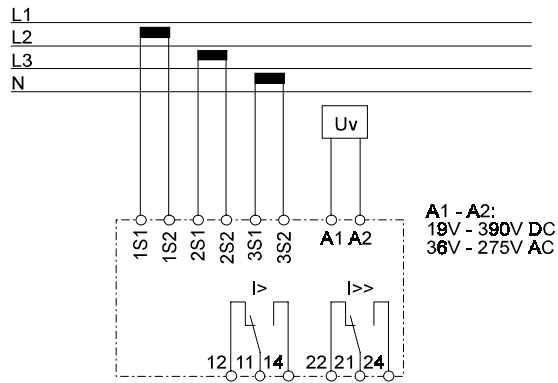 L1
L2
L3
N
Uv
1S1
1S2
2S1
2S2
3S1
3S2
A1 A2
A1 - A2:
19V - 390V DC
36V - 275V AC
I>
I>>
12 11 14
22 21 24